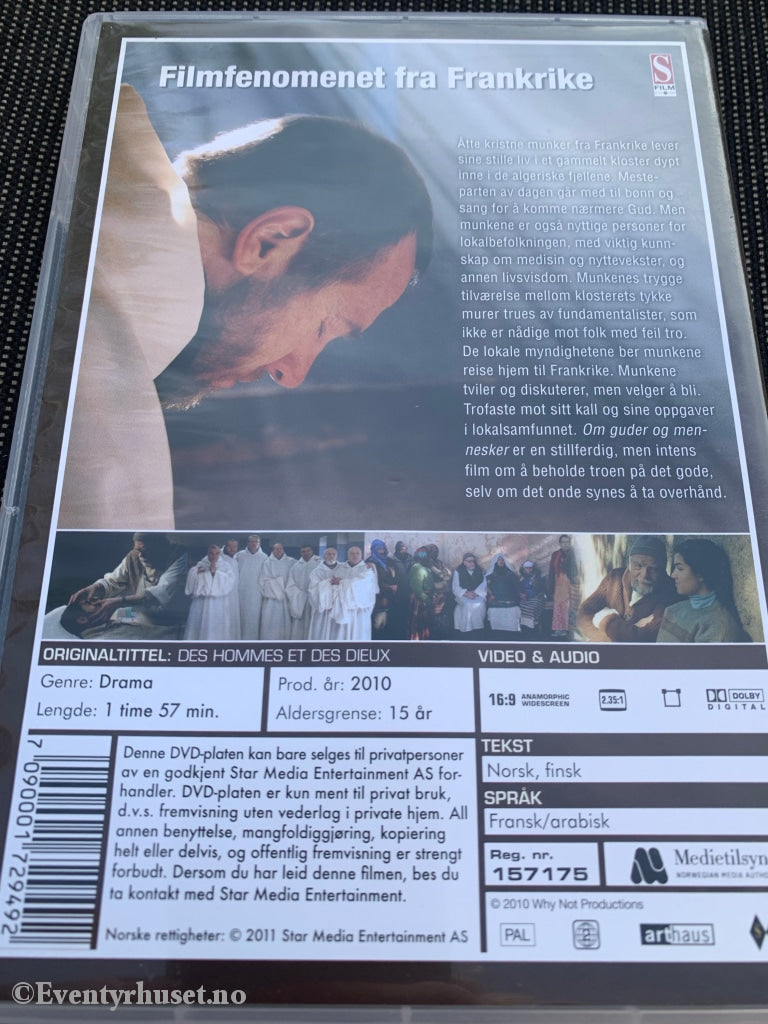 Filmfenomenet fra Frankrike
S
FILM
Åtte kristne munker fra Frankrike lever
sine stille liv i et gammelt kloster dypt
inne i de algeriske fjellene. Meste-
parten av dagen går med til bønn og
sang for å komme nærmere Gud. Men
munkene er også nyttige personer for
lokalbefolkningen, med viktig kunn-
skap om medisin og nyttevekster, og
annen livsvisdom. Munkenes trygge
tilværelse mellom klosterets tykke
murer trues av fundamentalister, som
ikke er nådige mot folk med feil tro.
De lokale myndighetene ber munkene
reise hjem til Frankrike. Munkene
tviler og diskuterer, men velger å bli.
Trofaste mot sitt kall og sine oppgaver
i lokalsamfunnet. Om guder og men-
nesker er en stillferdig, men intens
film om å beholde troen på det gode,
selv om det onde synes å ta overhånd.
ORIGINALTITTEL: DES HOMMES ET DES DIEUX
Genre: Drama
Lengde: 1 time 57 min.
Prod. år: 2010
Aldersgrense: 15 år
VIDEO & AUDIO
16:9 ANAMORPHIC
WIDESCREEN
2.35:1
DOLBY
DIGITAL
TEKST
Norsk, finsk
SPRÅK
Fransk/arabisk
Reg. nr.
157175
Medietilsyn
NORWEGIAN MEDIA AUTHO
© 2010 Why Not Productions
PAL
2
arthaus
7 090001 729492
Denne DVD-platen kan bare selges til privatpersoner
av en godkjent Star Media Entertainment AS for-
handler. DVD-platen er kun ment til privat bruk,
d.v.s. fremvisning uten vederlag i private hjem. All
annen benyttelse, mangfoldiggjøring, kopiering
helt eller delvis, og offentlig fremvisning er strengt
forbudt. Dersom du har leid denne filmen, bes du
ta kontakt med Star Media Entertainment.
Norske rettigheter: © 2011 Star Media Entertainment AS
©Eventyrhuset.no